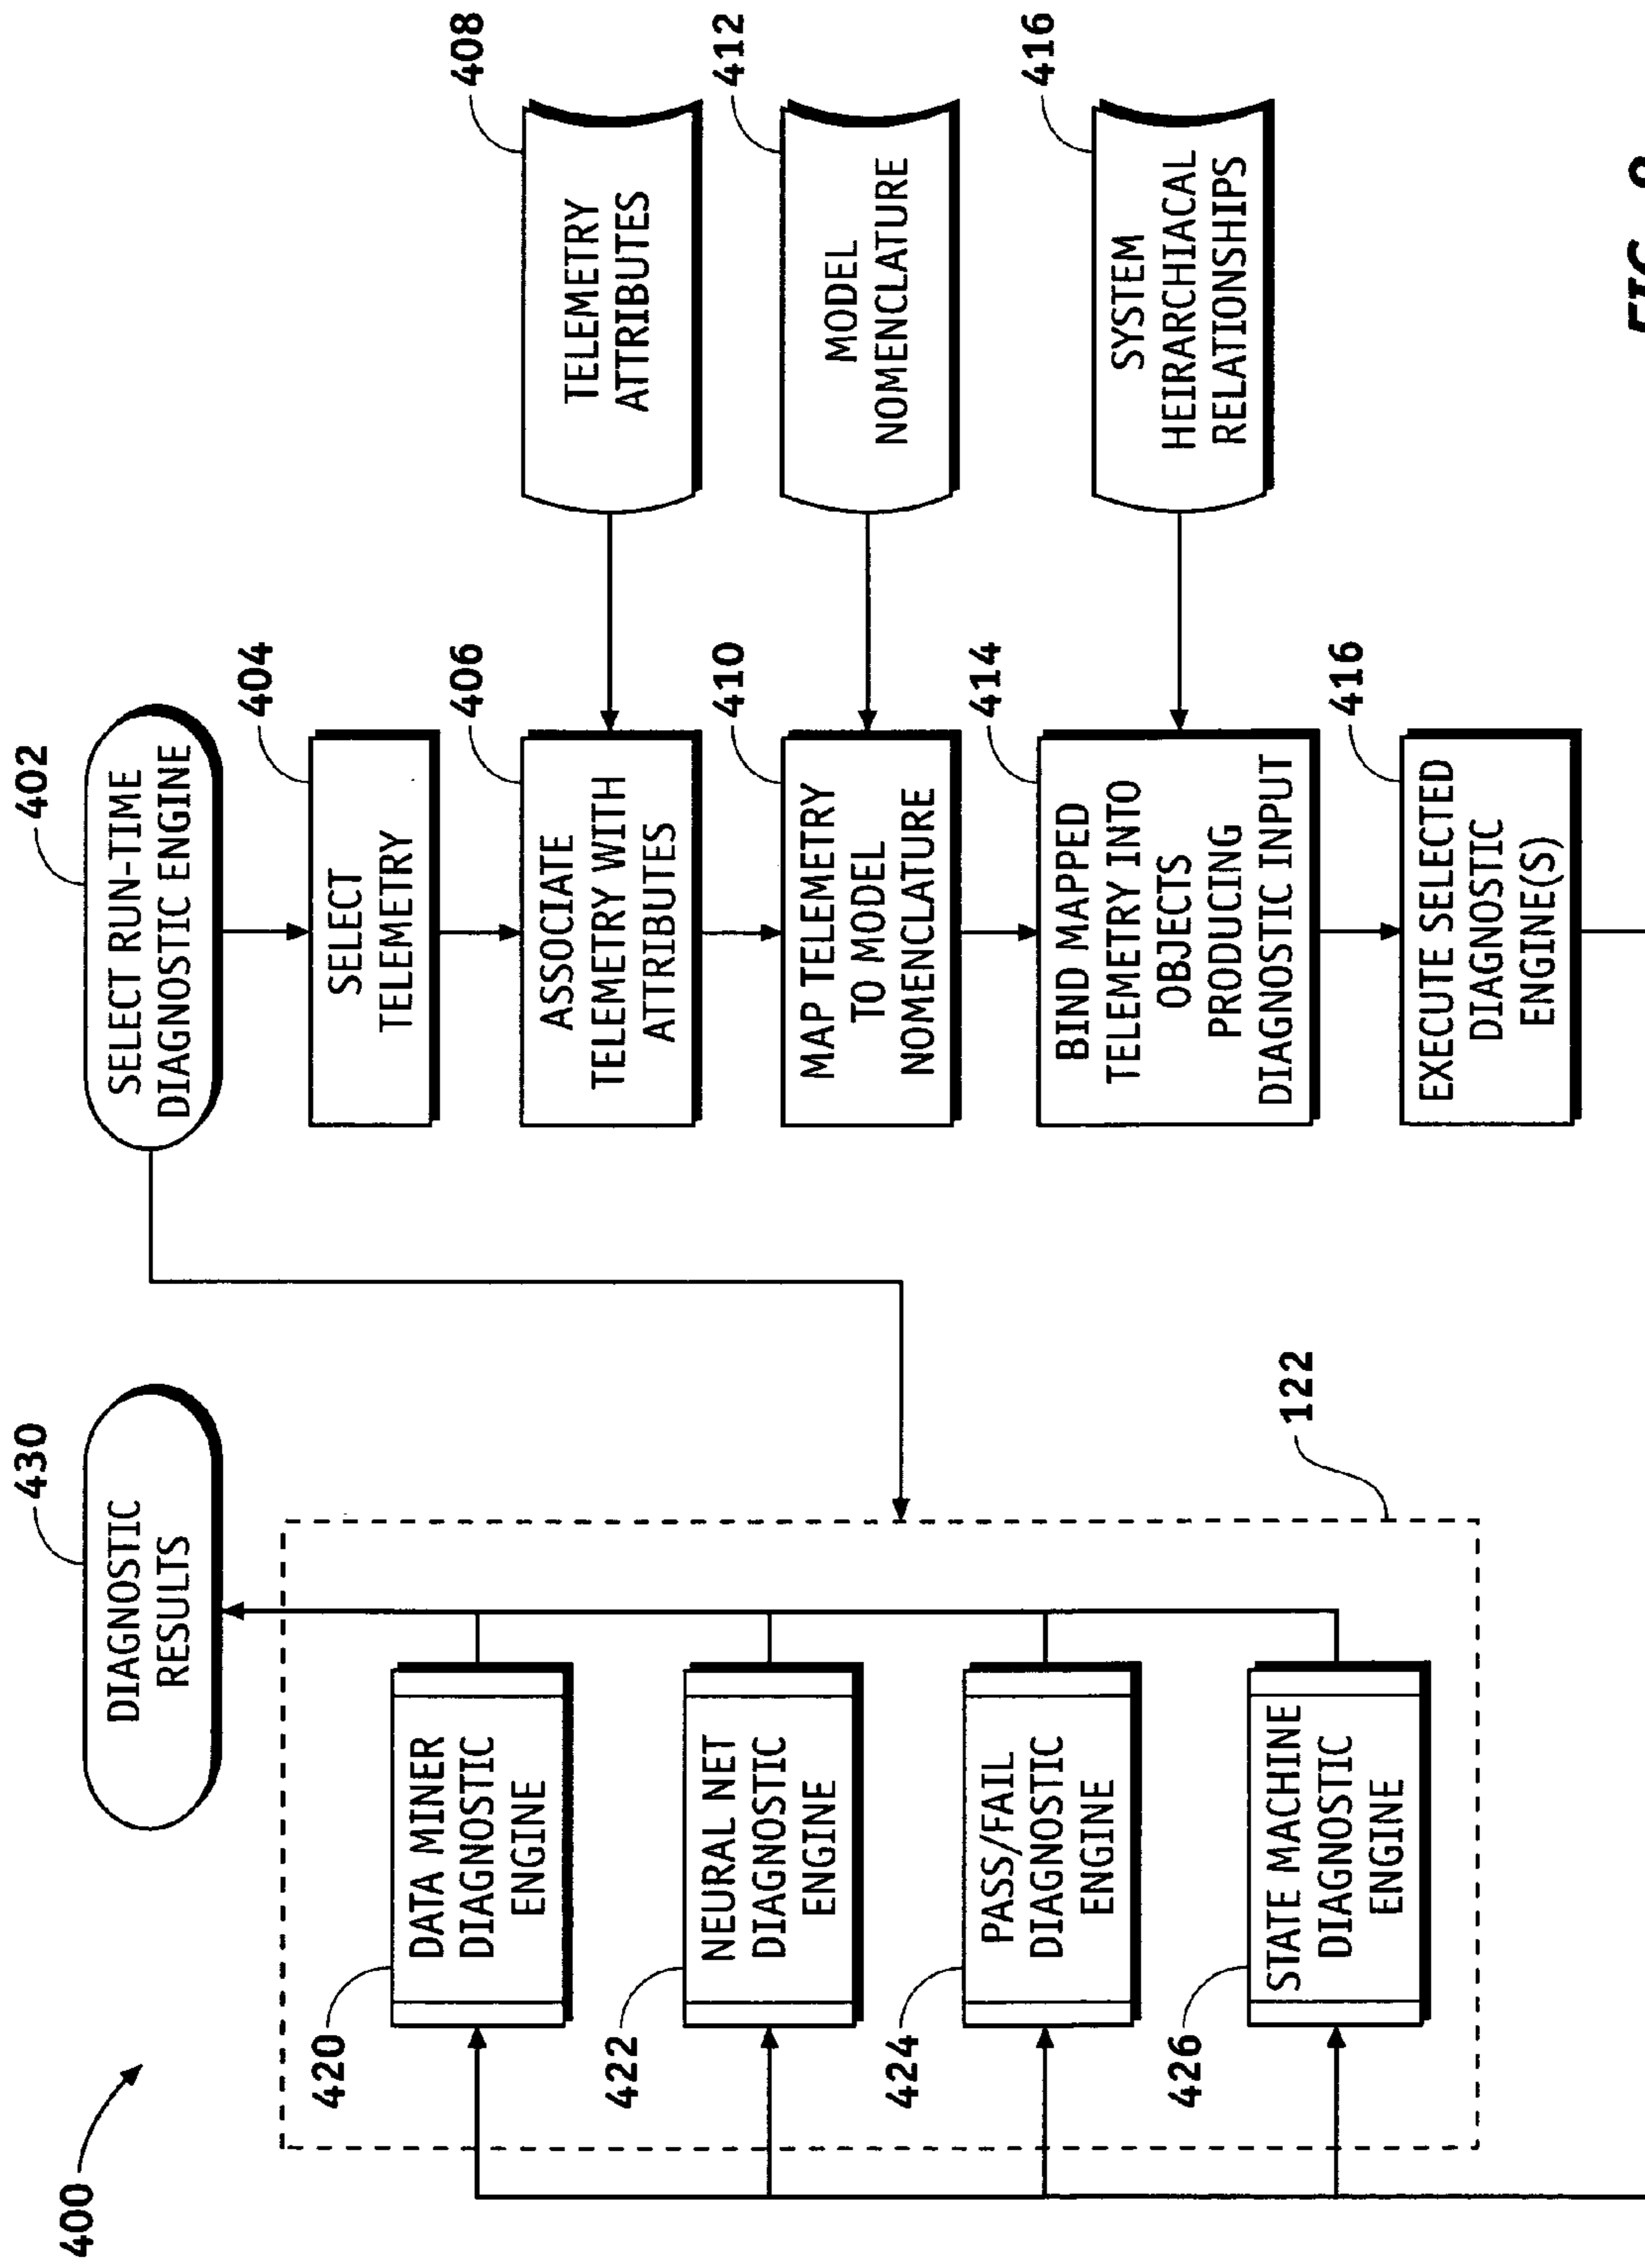 400
430
DIAGNOSTIC
RESULTS
402
SELECT RUN-TIME
DIAGNOSTIC ENGINE
404
SELECT
TELEMETRY
406
ASSOCIATE
TELEMETRY WITH
ATTRIBUTES
408
TELEMETRY
ATTRIBUTES
410
MAP TELEMETRY
TO MODEL
NOMENCLATURE
412
MODEL
NOMENCLATURE
414
BIND MAPPED
TELEMETRY INTO
OBJECTS
PRODUCING
DIAGNOSTIC INPUT
416
SYSTEM
HEIRARCHIACAL
RELATIONSHIPS
416
EXECUTE SELECTED
DIAGNOSTIC
ENGINE(S)
122
420
DATA MINER
DIAGNOSTIC
ENGINE
422
NEURAL NET
DIAGNOSTIC
ENGINE
424
PASS/FAIL
DIAGNOSTIC
ENGINE
426
STATE MACHINE
DIAGNOSTIC
ENGINE
FIG.